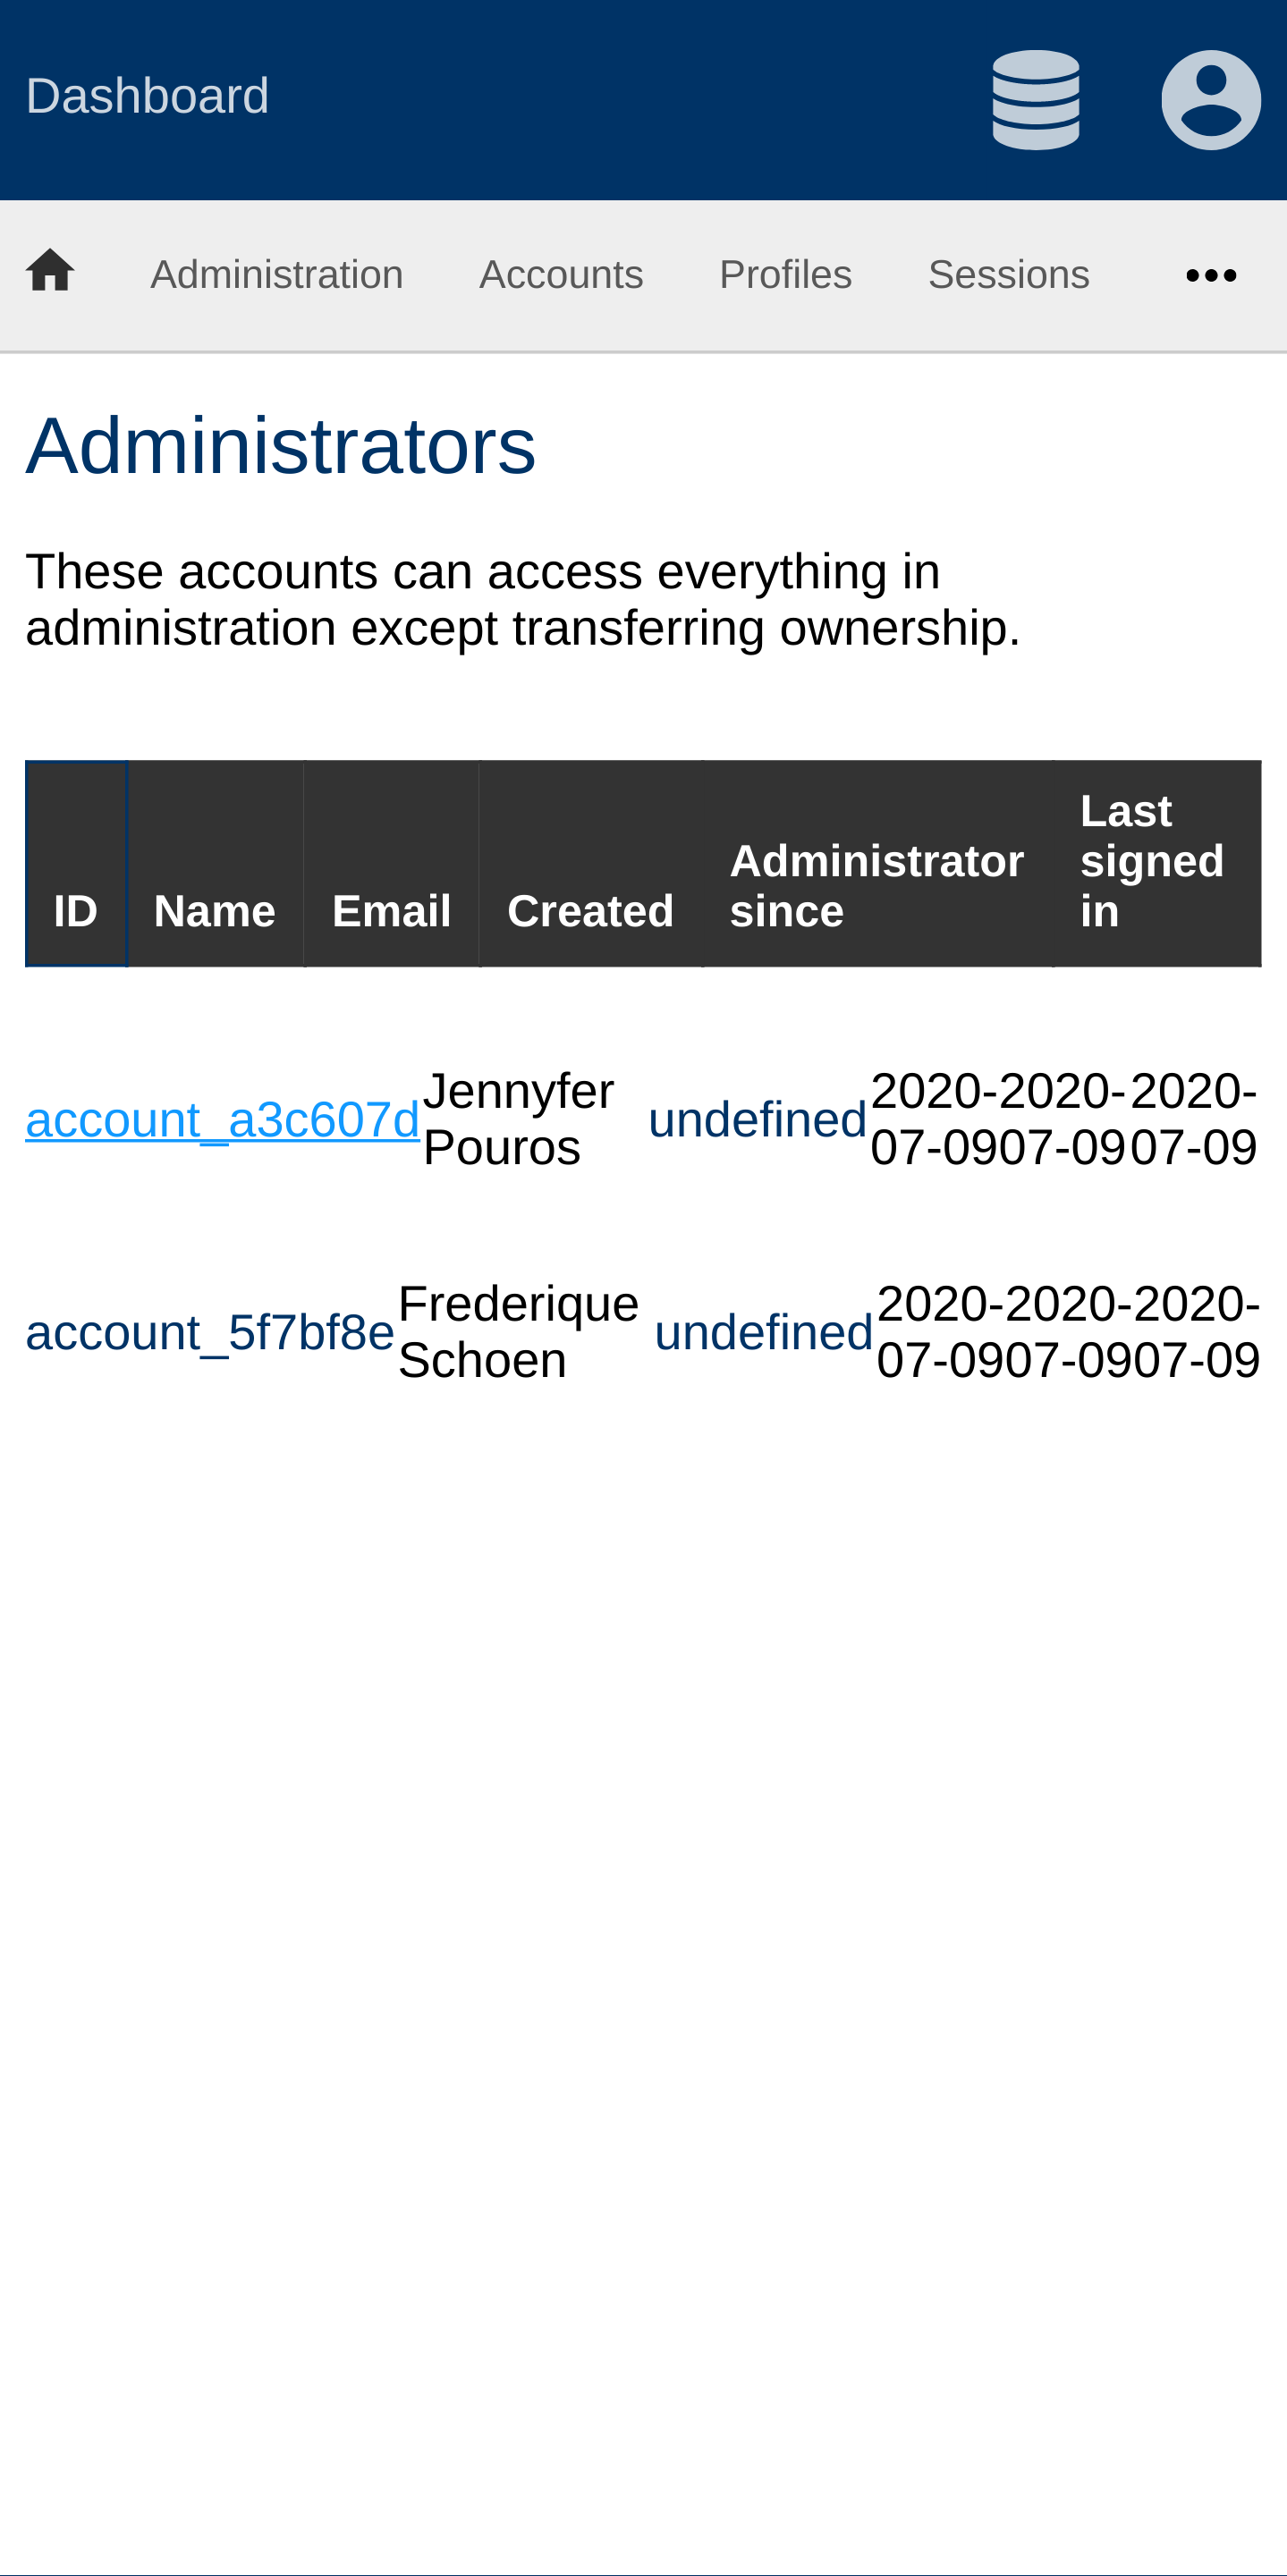 Dashboard
Administration Accounts Profiles Sessions
Administrators
These accounts can access everything in
administration except transferring ownership.
ID Name Email Created Administrator since Last signed in
account_a3c607d Jennyfer Pouros undefined 2020-07-09 2020-07-09 2020-07-09
account_5f7bf8e Frederique Schoen undefined 2020-07-09 2020-07-09 2020-07-09